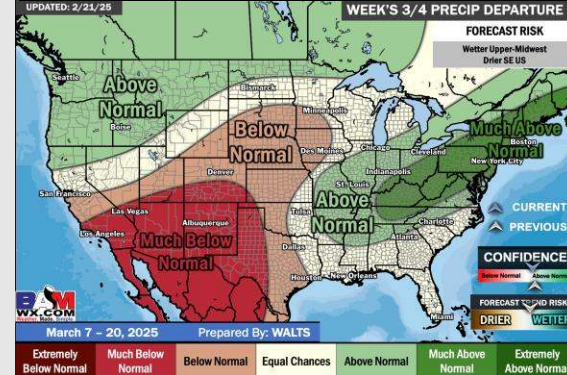 UPDATED: 2/21/25
WEEK'S 3/4 PRECIP DEPARTURE
FORECAST RISK
Wetter Upper-Midwest
Drier SE US
Seattle
Above
Normal
Boise
Bismarck
Minneapolis
Below
Normal
Des Moines
Chicago
Cleveland
Much Above
Normal
Boston
New York City
San Francisco
Denver
Indianapolis
St. Louis
Las Vegas
Los Angeles
Albuquerque
Much Below
Normal
Tulsa
Above
Normal
Charlotte
Atlanta
Dallas
Houston
New Orleans
Miami
CURRENT
PREVIOUS
CONFIDENCE
Below Normal
Above Norm
FORECAST TREND RISK
DRIER
WETTER
BAM
WX.COM
Weather. Made. Simple.
March 7 – 20, 2025
Prepared By: WALTS
Extremely
Below Normal
Much Below
Normal
Below Normal
Equal Chances
Above Normal
Much Above
Normal
Extremely
Above Normal